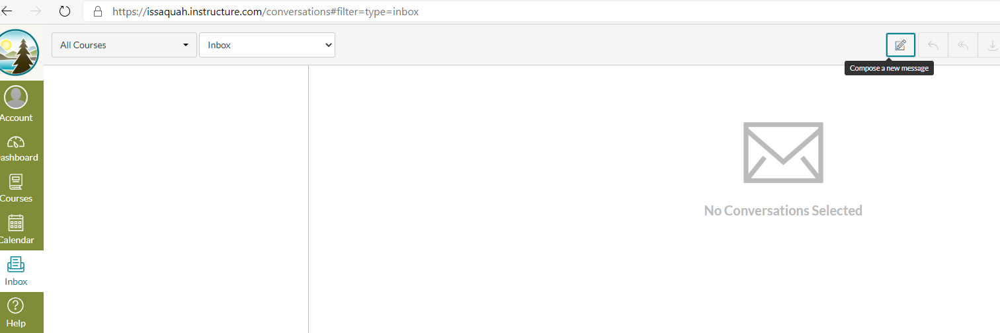 https://issaquah.instructure.com/conversations#filter=type=inbox
All Courses
Inbox
Compose a new message
Account
ashboard
Courses
Calendar
Inbox
Help
No Conversations Selected